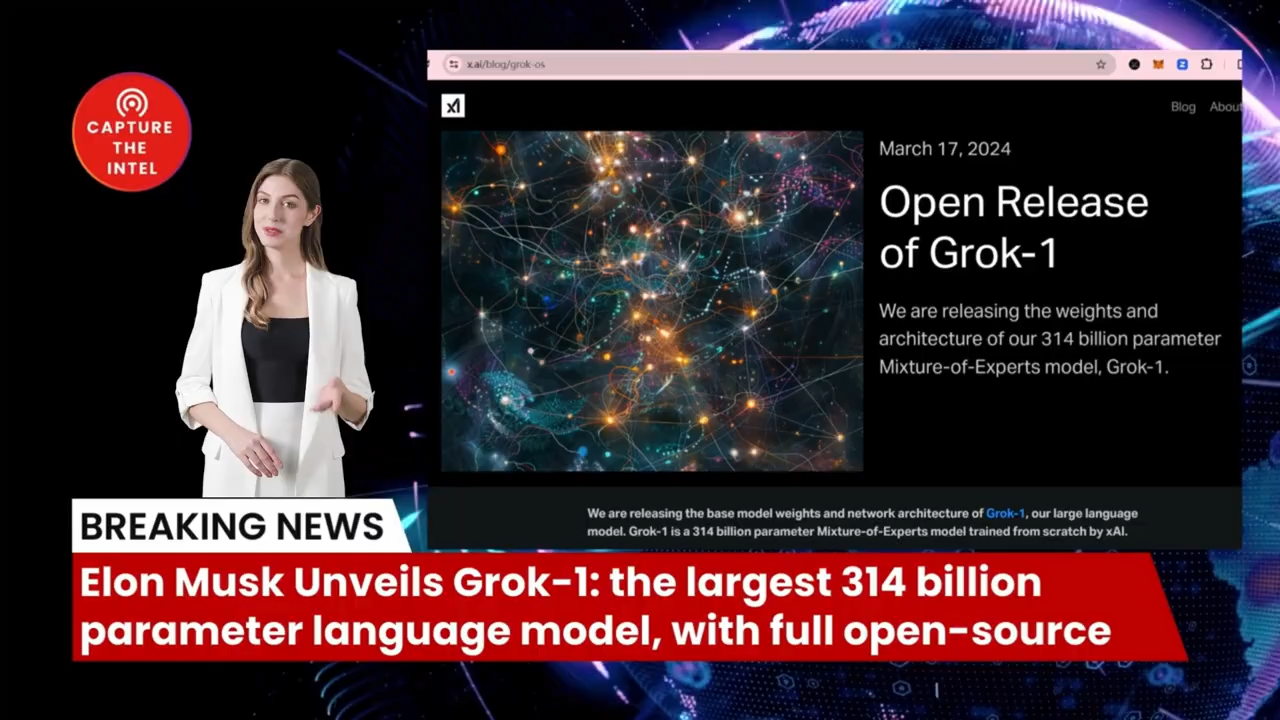 CAPTURE
THE
INTEL
x.ai/blog/grok-os
Blog About
March 17, 2024
Open Release
of Grok-1
We are releasing the weights and
architecture of our 314 billion parameter
Mixture-of-Experts model, Grok-1.
We are releasing the base model weights and network architecture of Grok-1, our large language
model. Grok-1 is a 314 billion parameter Mixture-of-Experts model trained from scratch by xAI.
BREAKING NEWS
Elon Musk Unveils Grok-1: the largest 314 billion
parameter language model, with full open-source